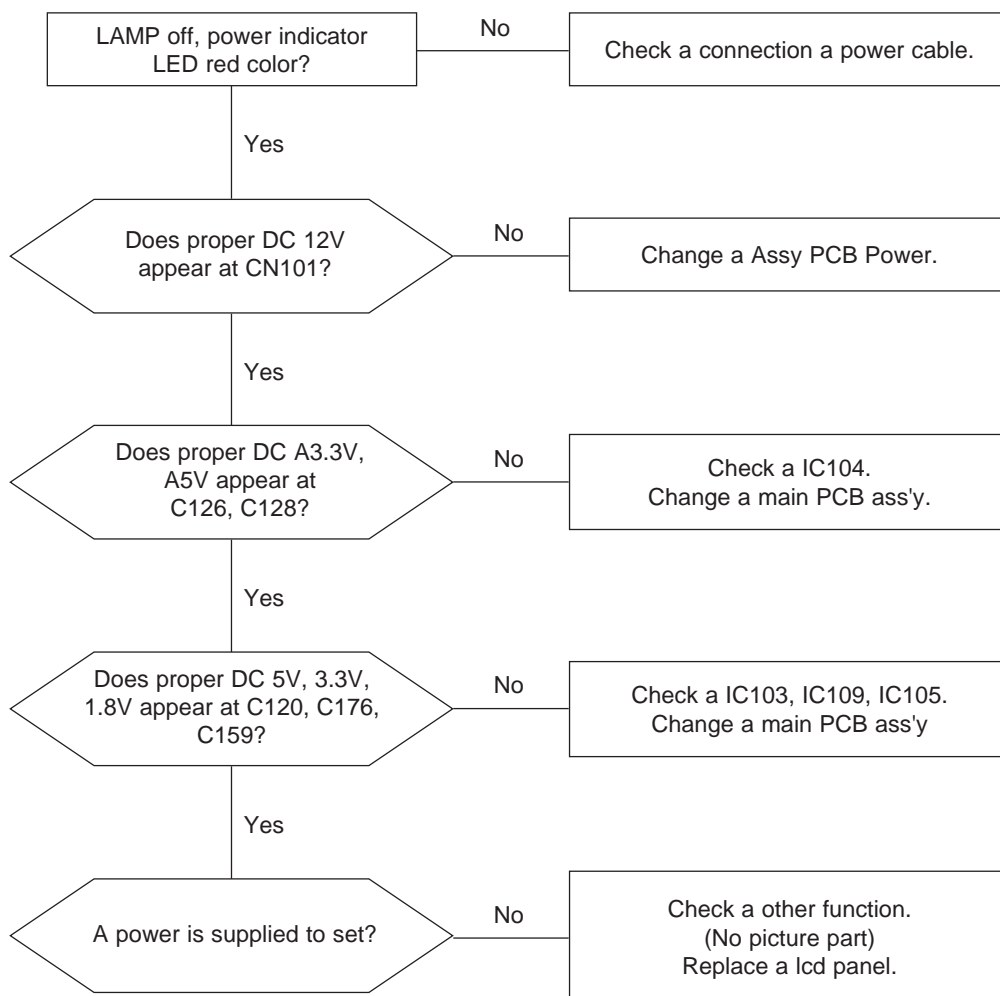 LAMP off, power indicator
LED red color?
No
Check a connection a power cable.
Yes
Does proper DC 12V
appear at CN101?
No
Change a Assy PCB Power.
Yes
Does proper DC A3.3V,
A5V appear at
C126, C128?
No
Check a IC104.
Change a main PCB ass'y.
Yes
Does proper DC 5V, 3.3V,
1.8V appear at C120, C176,
C159?
No
Check a IC103, IC109, IC105.
Change a main PCB ass'y
Yes
A power is supplied to set?
No
Check a other function.
(No picture part)
Replace a lcd panel.